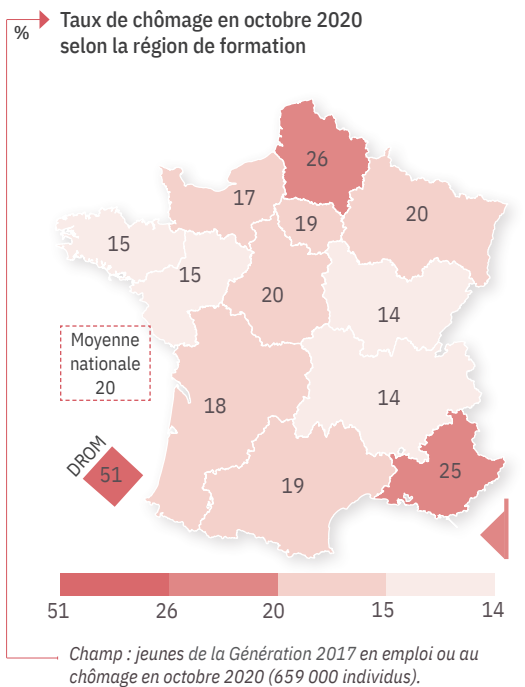 %
Taux de chômage en octobre 2020
selon la région de formation
26
17
20
19
15
15
20
14
Moyenne
nationale
20
18
14
DROM
51
25
19
51 26 20 15 14
Champ : jeunes de la Génération 2017 en emploi ou au
chômage en octobre 2020 (659 000 individus).